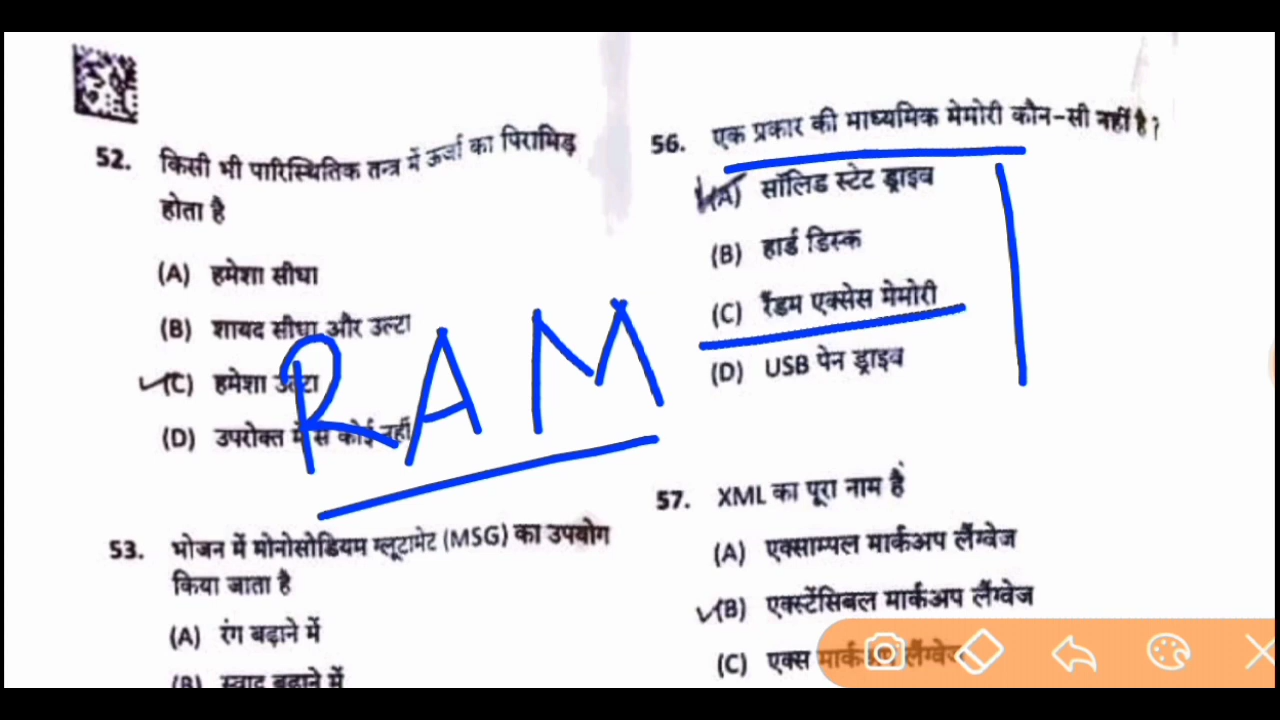 52. किसी भी पारिस्थितिक तन्त्र में ऊर्जा का पिरामिड़
होता है
(A) हमेशा सीधा
(B) शायद सीधा और उल्टा
(C) हमेशा उल्टा
(D) उपरोक्त में से कोई नहीं
RAM
53. भोजन में मोनोसोडियम ग्लूटामेट (MSG) का उपयोग
किया जाता है
(A) रंग बढ़ाने में
(B) स्वाद बढ़ाने में
56. एक प्रकार की माध्यमिक मेमोरी कौन-सी नहीं है?
(A) सॉलिड स्टेट ड्राइव
(B) हार्ड डिस्क
(C) रैंडम एक्सेस मेमोरी
(D) USB पेन ड्राइव
57. XML का पूरा नाम है
(A) एक्साम्पल मार्कअप लैंग्वेज
(B) एक्स्टेंसिबल मार्कअप लैंग्वेज
(C) एक्स मार्कअप लैंग्वेज